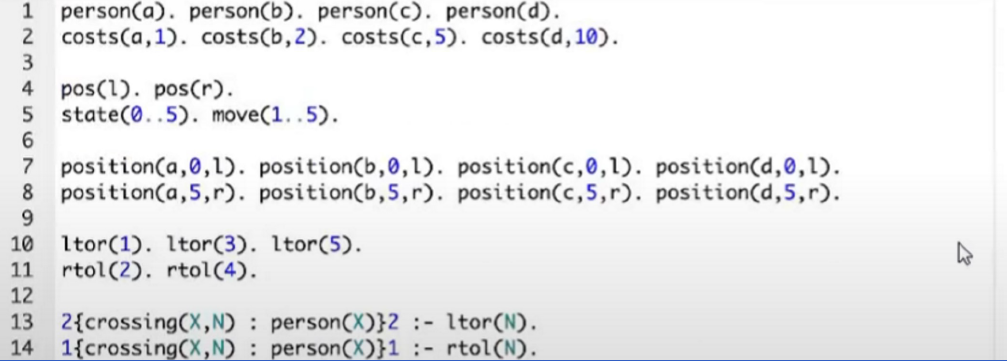 1 person(a). person(b). person(c). person(d).
2 costs(a,1). costs(b,2). costs(c,5). costs(d,10).
3
4 pos(l). pos(r).
5 state(0..5). move(1..5).
6
7 position(a,0,l). position(b,0,l). position(c,0,l). position(d,0,l).
8 position(a,5,r). position(b,5,r). position(c,5,r). position(d,5,r).
9
10 ltor(1). ltor(3). ltor(5).
11 rtol(2). rtol(4).
12
13 2{crossing(X,N) : person(X)}2 :- ltor(N).
14 1{crossing(X,N) : person(X)}1 :- rtol(N).